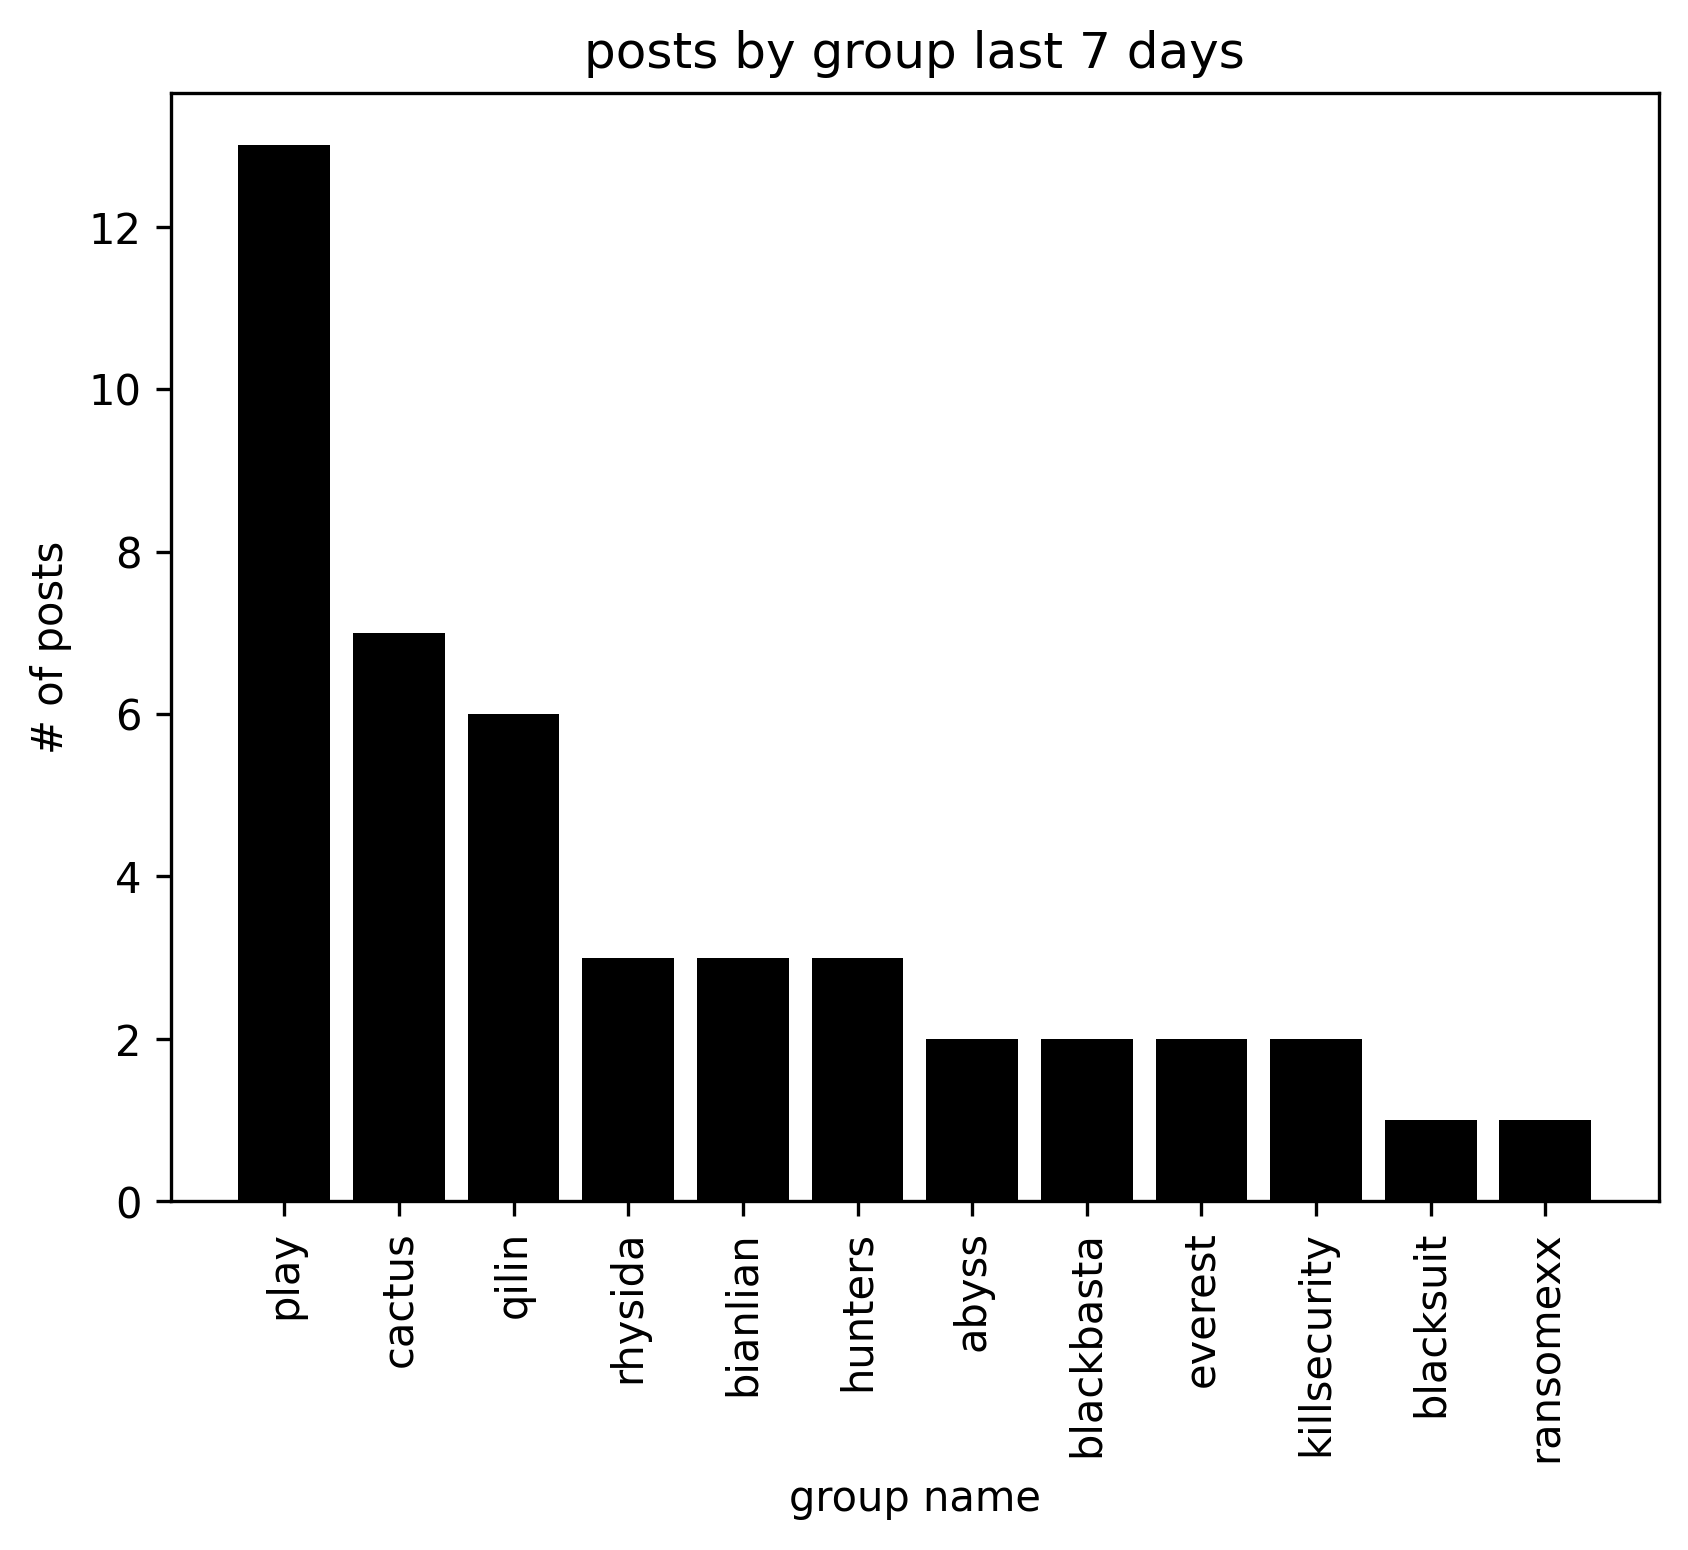 posts by group last 7 days
# of posts
12
10
8
6
4
2
0
play
cactus
qilin
rhysida
bianlian
hunters
abyss
blackbasta
everest
killsecurity
blacksuit
ransomexx
group name